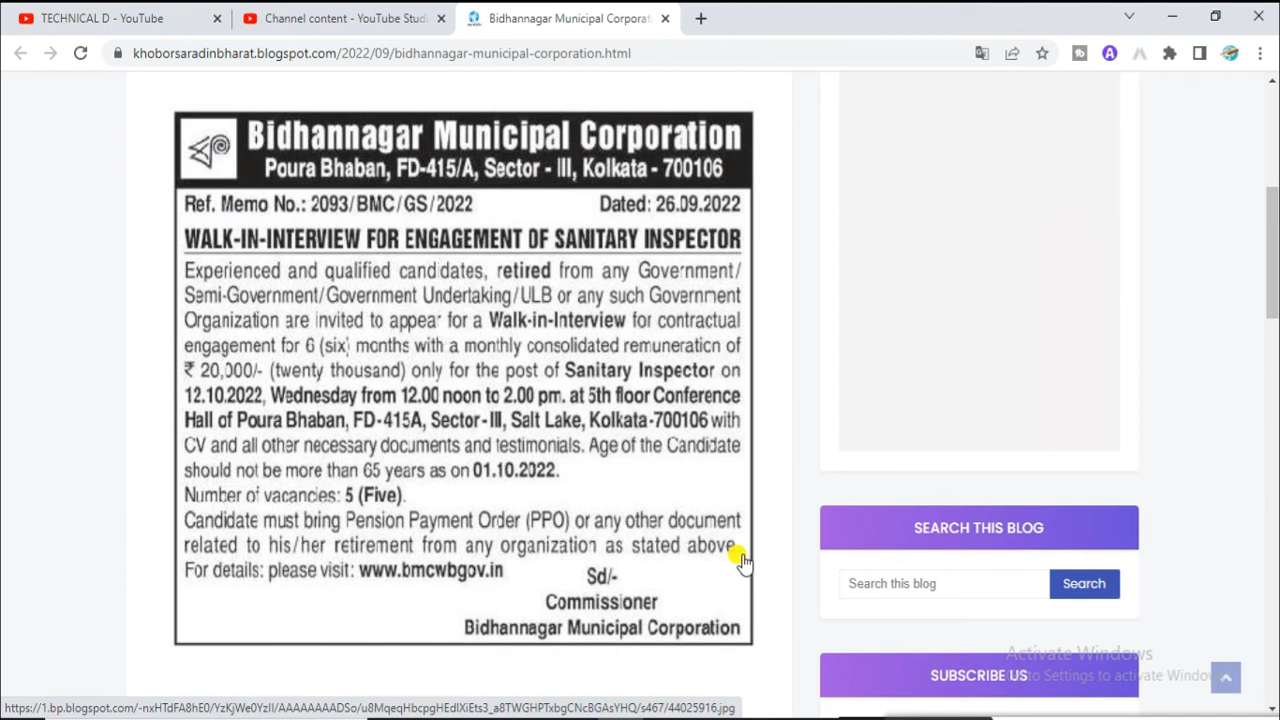 TECHNICAL D - YouTube
Channel content - YouTube Stud
Bidhannagar Municipal Corporat
khoborsaradinbharat.blogspot.com/2022/09/bidhannagar-municipal-corporation.html
Bidhannagar Municipal Corporation
Poura Bhaban, FD-415/A, Sector - III, Kolkata - 700106
Ref. Memo No.: 2093/BMC/GS/2022 Dated: 26.09.2022
WALK-IN-INTERVIEW FOR ENGAGEMENT OF SANITARY INSPECTOR
Experienced and qualified candidates, retired from any Government/
Semi-Government/Government Undertaking/ULB or any such Government
Organization are invited to appear for a Walk-in-Interview for contractual
engagement for 6 (six) months with a monthly consolidated remuneration of
₹ 20,000/- (twenty thousand) only for the post of Sanitary Inspector on
12.10.2022, Wednesday from 12.00 noon to 2.00 pm. at 5th floor Conference
Hall of Poura Bhaban, FD-415A, Sector-III, Salt Lake, Kolkata-700106 with
CV and all other necessary documents and testimonials. Age of the Candidate
should not be more than 65 years as on 01.10.2022.
Number of vacancies: 5 (Five).
Candidate must bring Pension Payment Order (PPO) or any other document
related to his/her retirement from any organization as stated above.
For details: please visit: www.bmcwbgov.in
Sd/-
Commissioner
Bidhannagar Municipal Corporation
SEARCH THIS BLOG
Search this blog
Search
SUBSCRIBE US
Activate Windows
to Settings to activate Windo